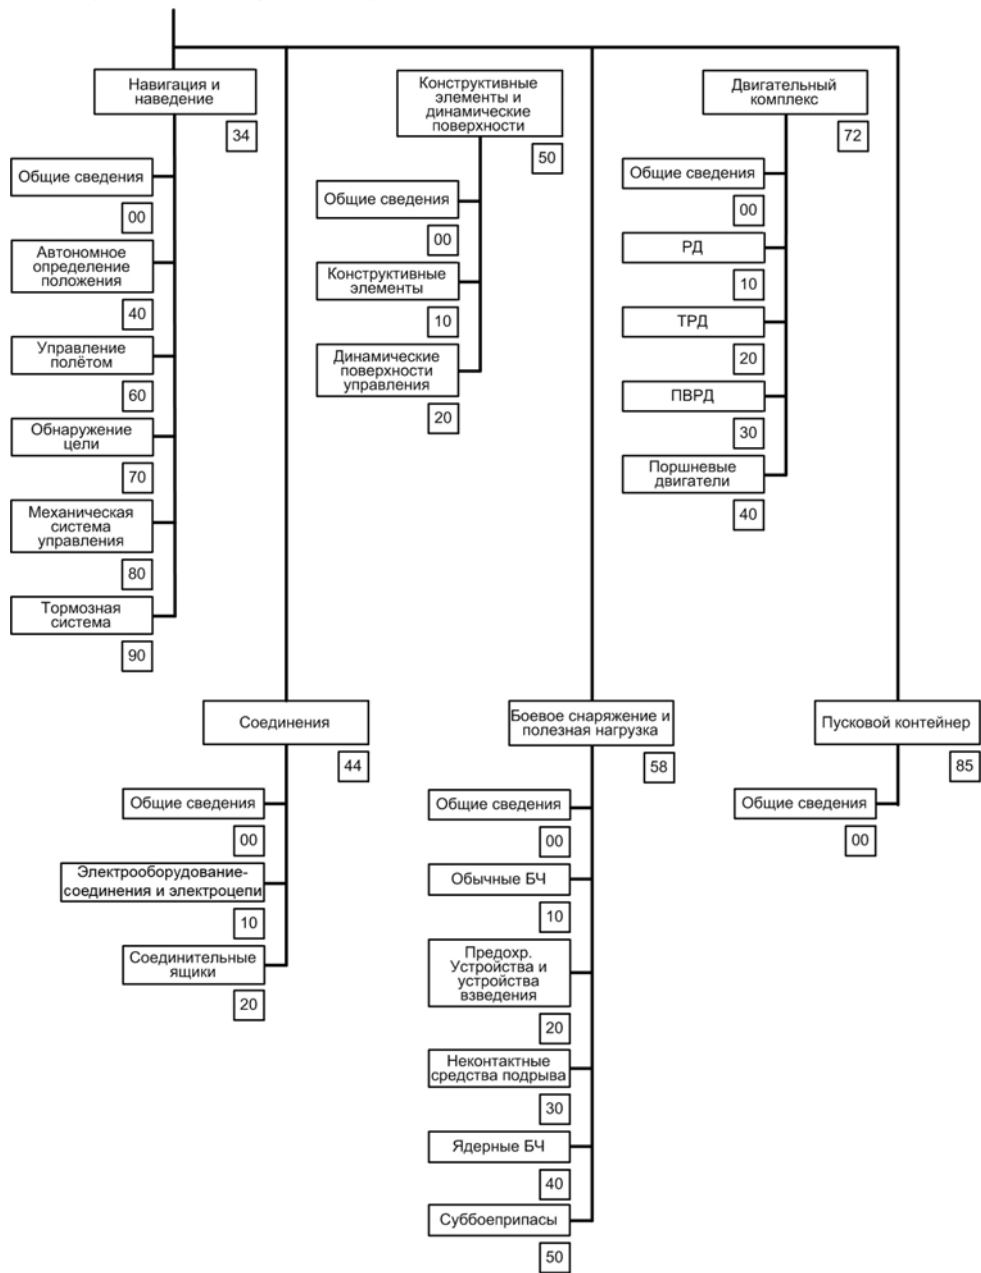 Навигация и
наведение
34
Общие сведения
00
Автономное
определение
положения
40
Управление
полётом
60
Обнаружение
цели
70
Механическая
система
управления
80
Тормозная
система
90
Конструктивные
элементы и
динамические
поверхности
50
Общие сведения
00
Конструктивные
элементы
10
Динамические
поверхности
управления
20
Двигательный
комплекс
72
Общие сведения
00
РД
10
ТРД
20
ПВРД
30
Поршневые
двигатели
40
Соединения
44
Общие сведения
00
Электрооборудование-
соединения и электроцепи
10
Соединительные
ящики
20
Боевое снаряжение и
полезная нагрузка
58
Общие сведения
00
Обычные БЧ
10
Предохр.
Устройства и
устройства
взведения
20
Неконтактные
средства подрыва
30
Ядерные БЧ
40
Суббоеприпасы
50
Пусковой контейнер
85
Общие сведения
00